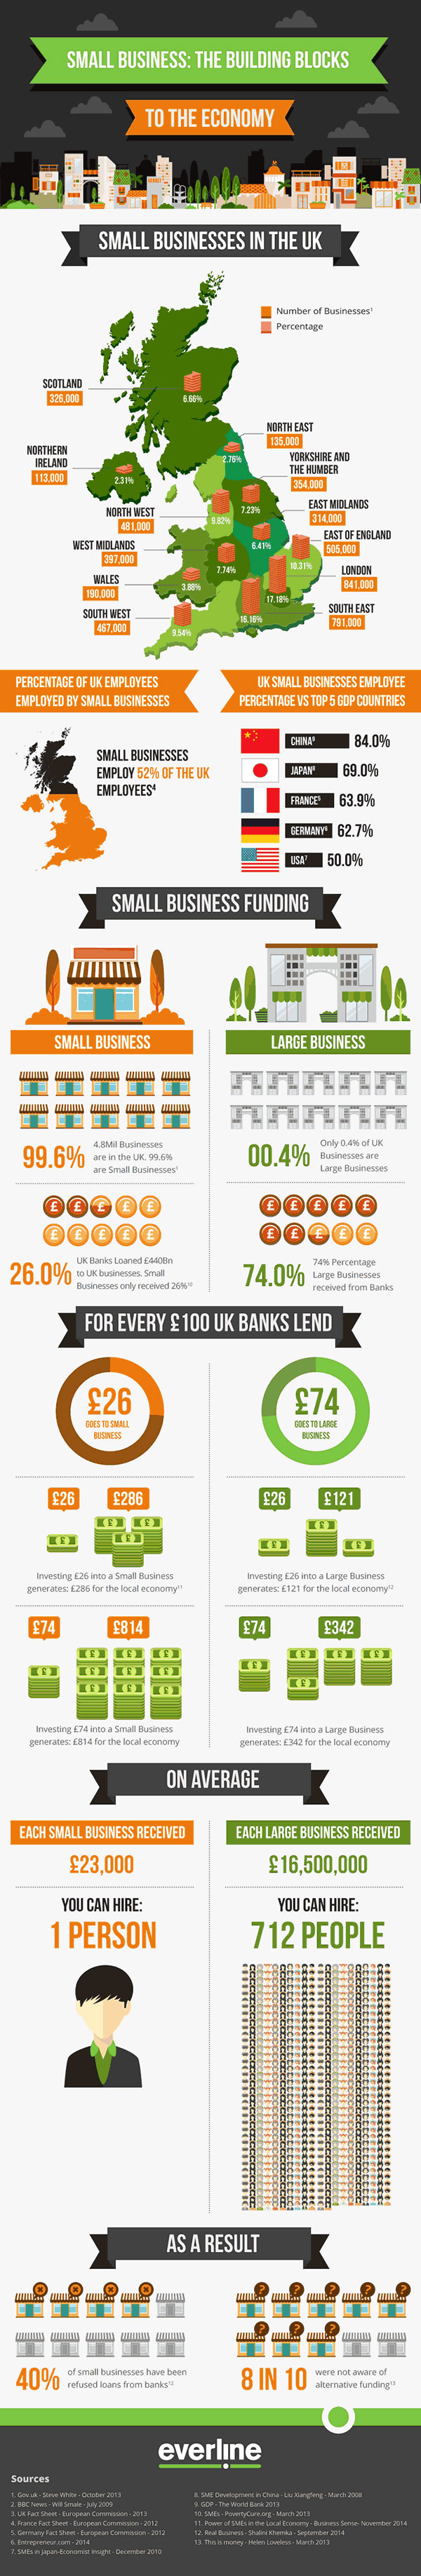 SMALL BUSINESS: THE BUILDING BLOCKS
TO THE ECONOMY
SMALL BUSINESSES IN THE UK
Number of Businesses¹
Percentage
SCOTLAND
326,000
6.66%
NORTH EAST
135,000
2.76%
NORTHERN
IRELAND
113,000
2.31%
YORKSHIRE AND
THE HUMBER
354,000
7.23%
NORTH WEST
481,000
9.82%
EAST MIDLANDS
314,000
6.41%
WEST MIDLANDS
397,000
7.74%
EAST OF ENGLAND
505,000
10.31%
WALES
190,000
3.88%
LONDON
841,000
17.18%
SOUTH WEST
467,000
9.54%
SOUTH EAST
791,000
16.16%
PERCENTAGE OF UK EMPLOYEES
EMPLOYED BY SMALL BUSINESSES
UK SMALL BUSINESSES EMPLOYEE
PERCENTAGE VS TOP 5 GDP COUNTRIES
SMALL BUSINESSES
EMPLOY 52% OF THE UK
EMPLOYEES⁴
CHINA⁹ 84.0%
JAPAN⁸ 69.0%
FRANCE⁵ 63.9%
GERMANY⁶ 62.7%
USA⁷ 50.0%
SMALL BUSINESS FUNDING
SMALL BUSINESS
LARGE BUSINESS
99.6%
4.8Mil Businesses
are in the UK. 99.6%
are Small Businesses¹
00.4%
Only 0.4% of UK
Businesses are
Large Businesses
26.0%
UK Banks Loaned £440Bn
to UK businesses. Small
Businesses only received 26%¹⁰
74.0%
74% Percentage
Large Businesses
received from Banks
FOR EVERY £100 UK BANKS LEND
£26
GOES TO SMALL
BUSINESS
£74
GOES TO LARGE
BUSINESS
£26 £286
Investing £26 into a Small Business
generates: £286 for the local economy¹¹
£26 £121
Investing £26 into a Large Business
generates: £121 for the local economy¹²
£74 £814
Investing £74 into a Small Business
generates: £814 for the local economy
£74 £342
Investing £74 into a Large Business
generates: £342 for the local economy
ON AVERAGE
EACH SMALL BUSINESS RECEIVED
£23,000
YOU CAN HIRE:
1 PERSON
EACH LARGE BUSINESS RECEIVED
£16,500,000
YOU CAN HIRE:
712 PEOPLE
AS A RESULT
40%
of small businesses have been
refused loans from banks¹²
8 IN 10
were not aware of
alternative funding¹³
everline
Sources
1. Gov.uk - Steve White - October 2013
2. BBC News - Will Smale - July 2009
3. UK Fact Sheet - European Commission - 2013
4. France Fact Sheet - European Commission - 2012
5. Germany Fact Sheet - European Commission - 2012
6. Entrepreneur.com - 2014
7. SMEs in Japan-Economist Insight - December 2010
8. SME Development in China - Liu Xiangfeng - March 2008
9. GDP - The World Bank 2013
10. SMEs - PovertyCure.org - March 2013
11. Power of SMEs in the Local Economy - Business Sense- November 2014
12. Real Business - Shalini Khemka - September 2014
13. This is money - Helen Loveless - March 2013